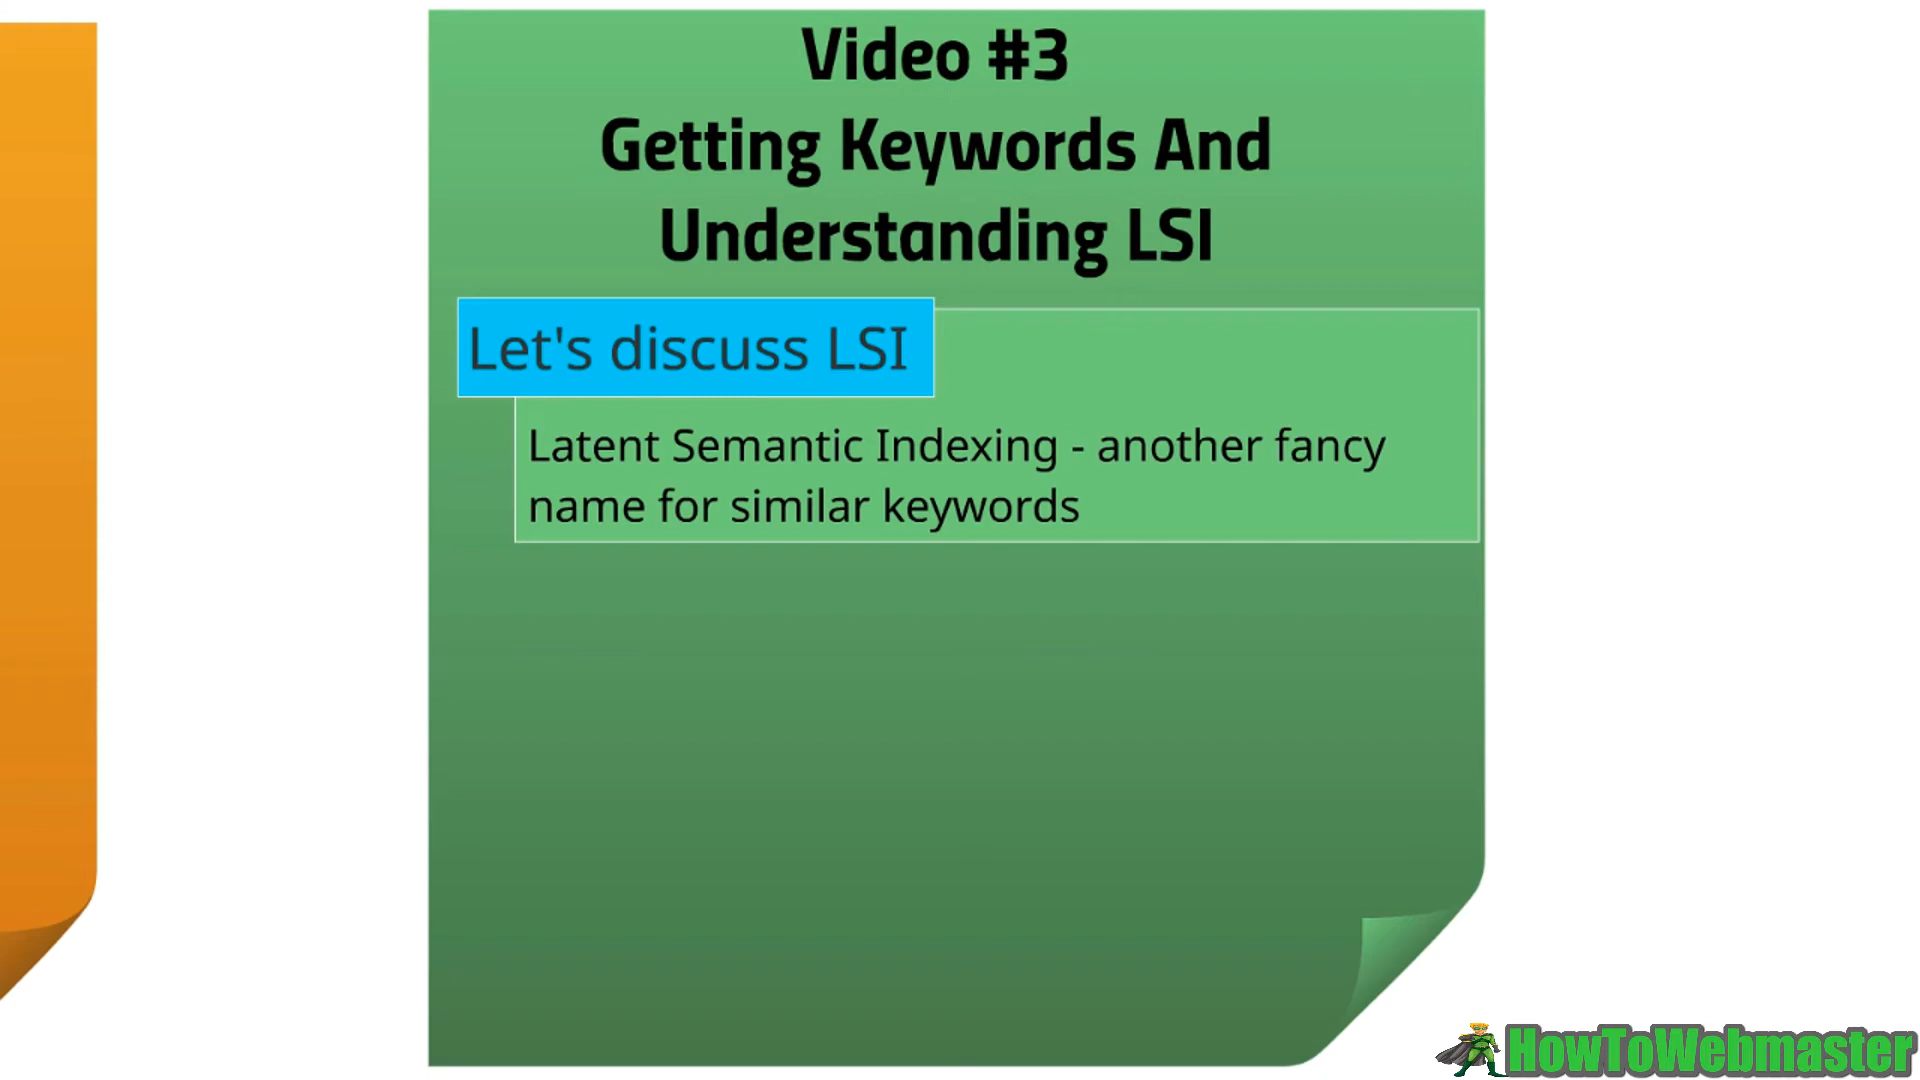 Video #3
Getting Keywords And
Understanding LSI
Let's discuss LSI
Latent Semantic Indexing - another fancy
name for similar keywords
HowToWebmaster